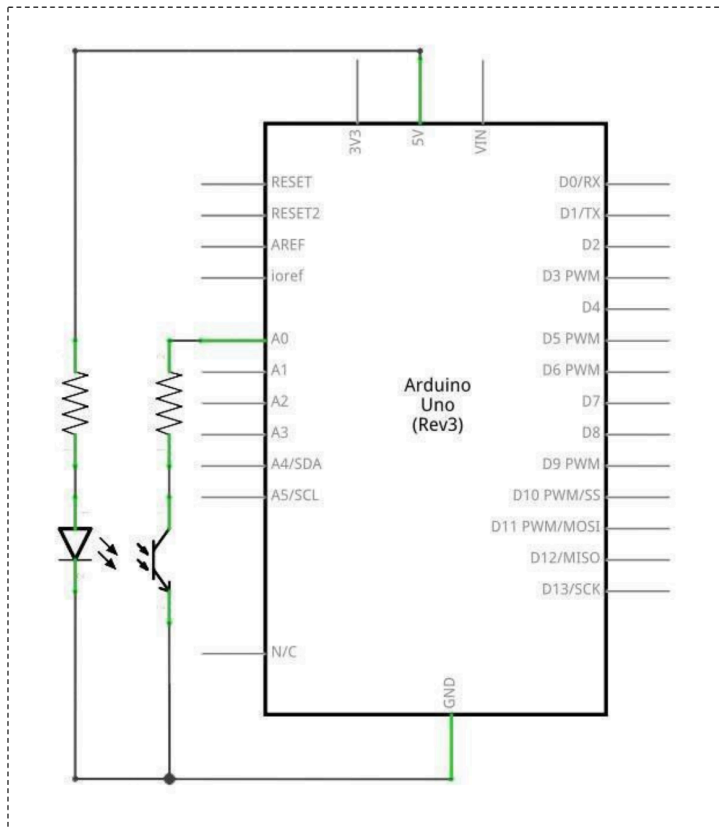 3V3
5V
VIN
RESET
RESET2
AREF
ioref
A0
A1
A2
A3
A4/SDA
A5/SCL
N/C
Arduino
Uno
(Rev3)
D0/RX
D1/TX
D2
D3 PWM
D4
D5 PWM
D6 PWM
D7
D8
D9 PWM
D10 PWM/SS
D11 PWM/MOSI
D12/MISO
D13/SCK
GND